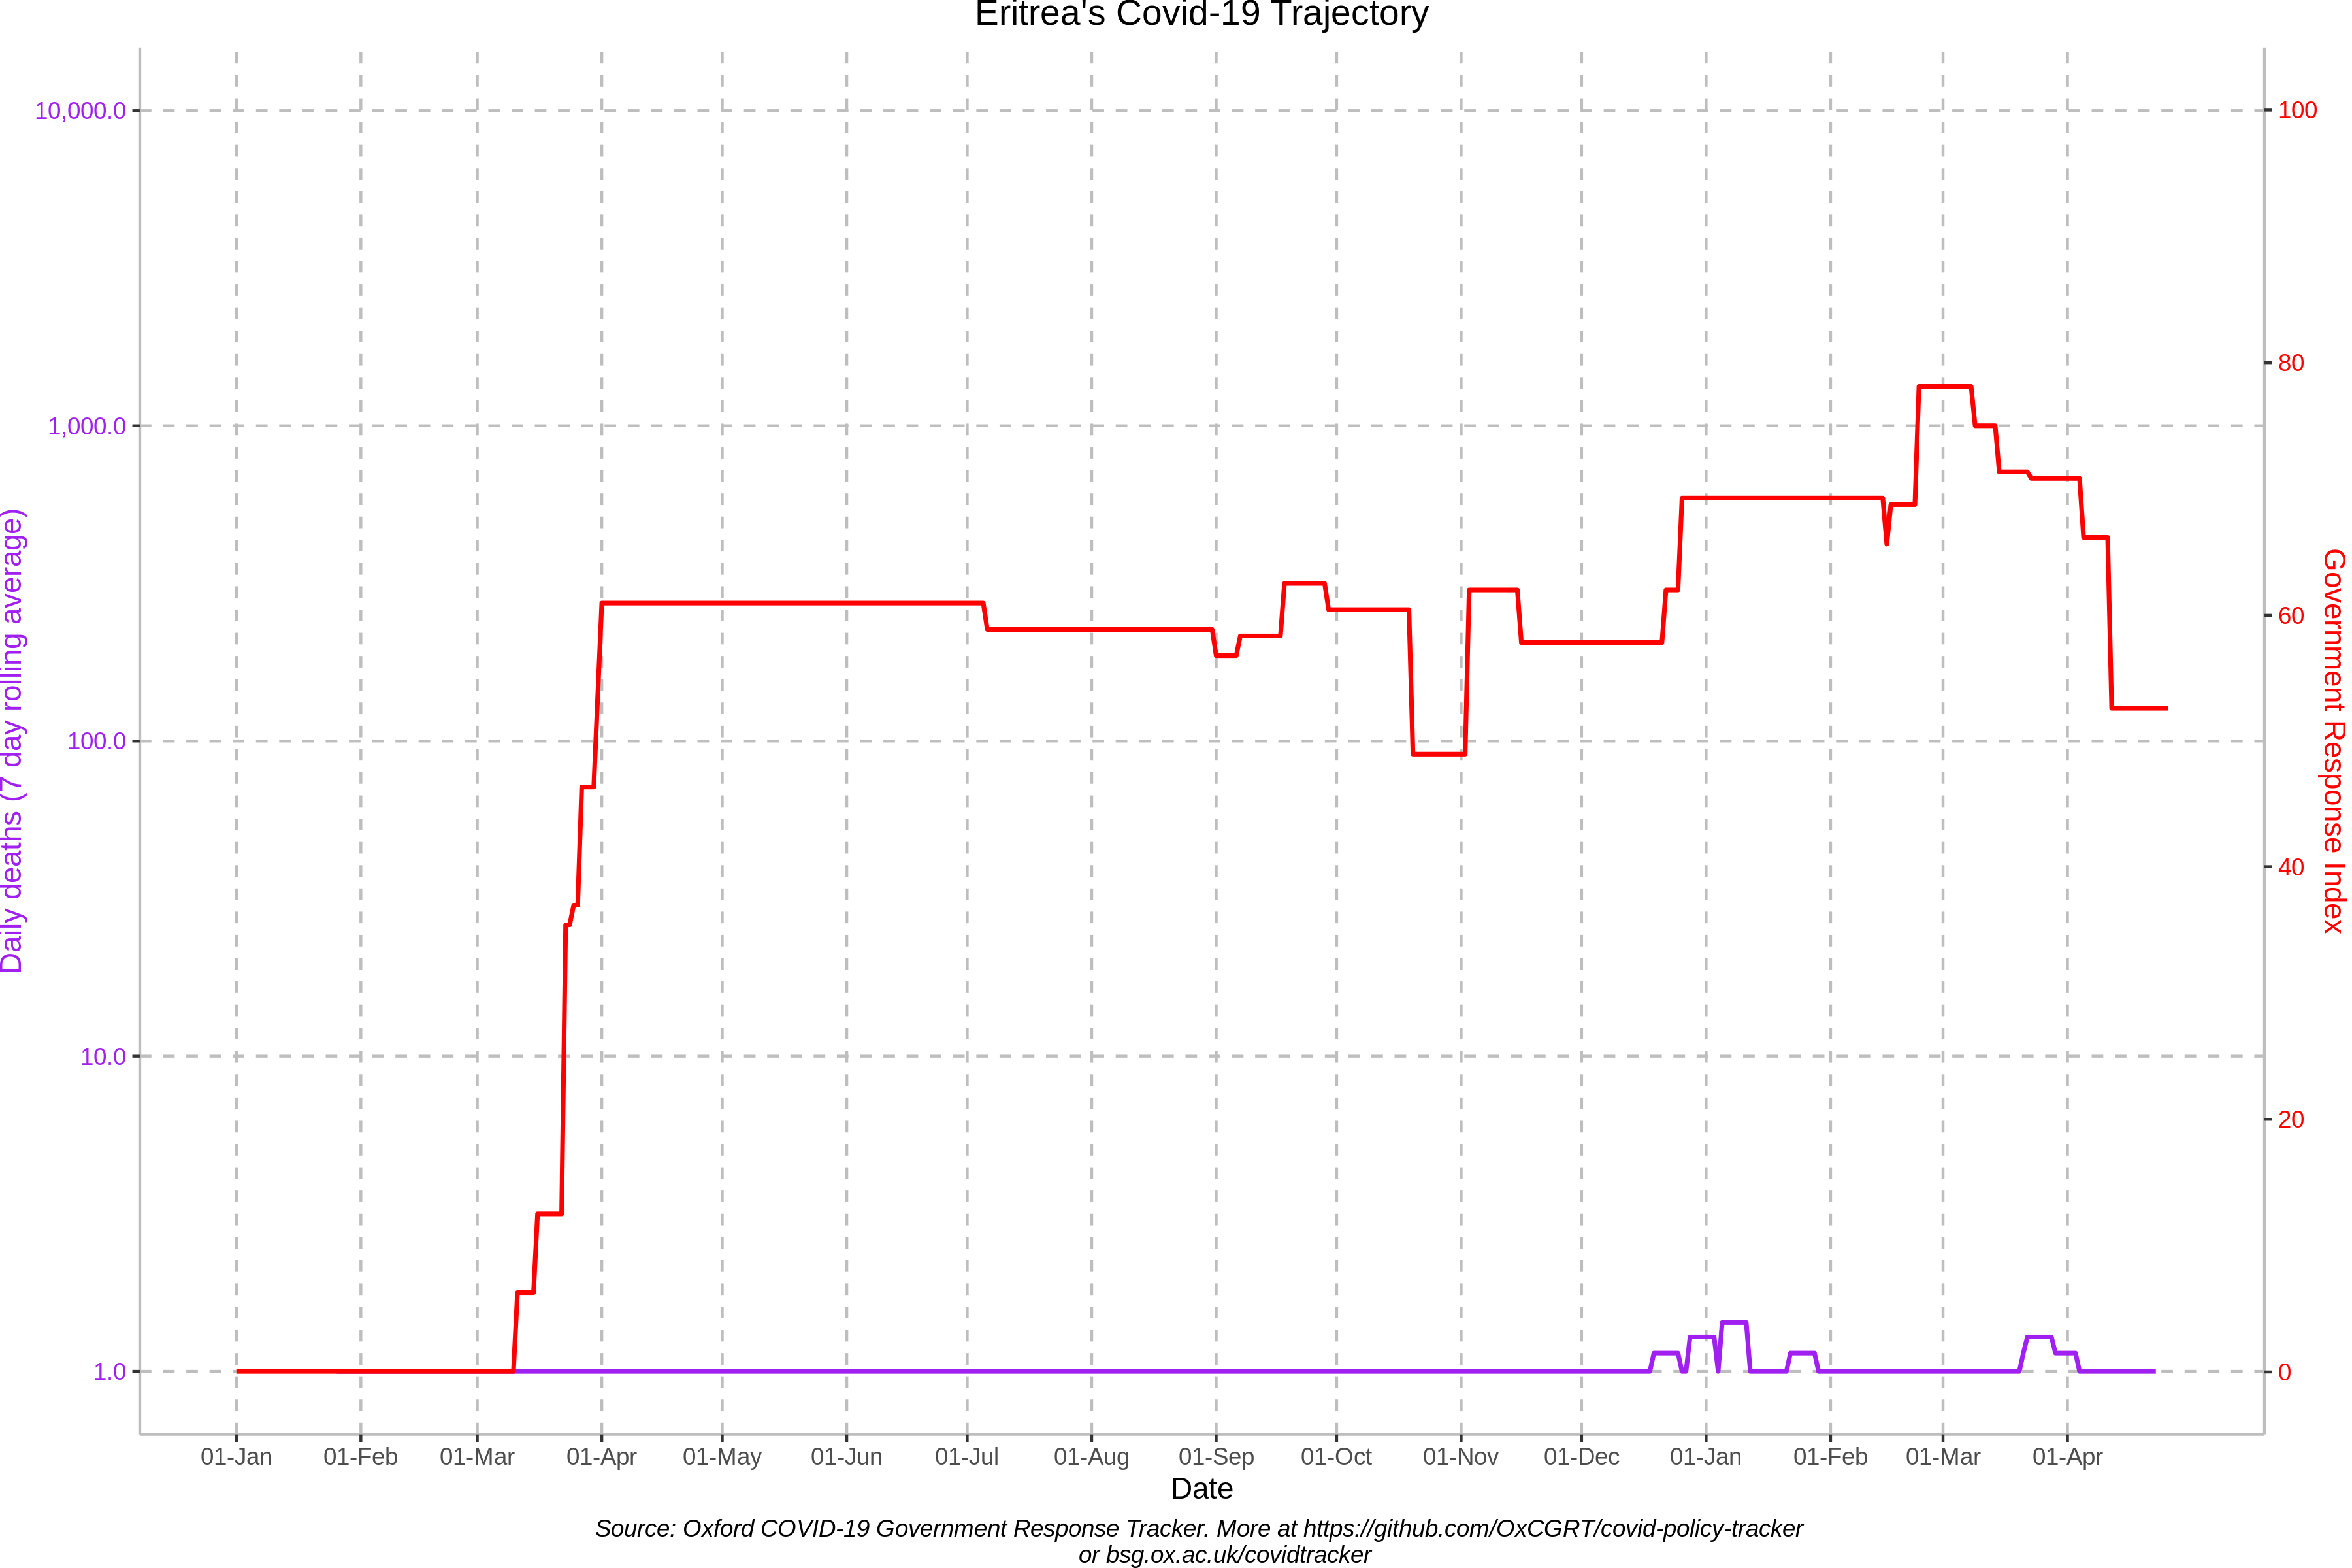 Eritrea's Covid-19 Trajectory
10,000.0
1,000.0
100.0
10.0
1.0
Daily deaths (7 day rolling average)
100
80
60
40
20
0
Government Response Index
01-Jan 01-Feb 01-Mar 01-Apr 01-May 01-Jun 01-Jul 01-Aug 01-Sep 01-Oct 01-Nov 01-Dec 01-Jan 01-Feb 01-Mar 01-Apr
Date
Source: Oxford COVID-19 Government Response Tracker. More at https://github.com/OxCGRT/covid-policy-tracker
or bsg.ox.ac.uk/covidtracker